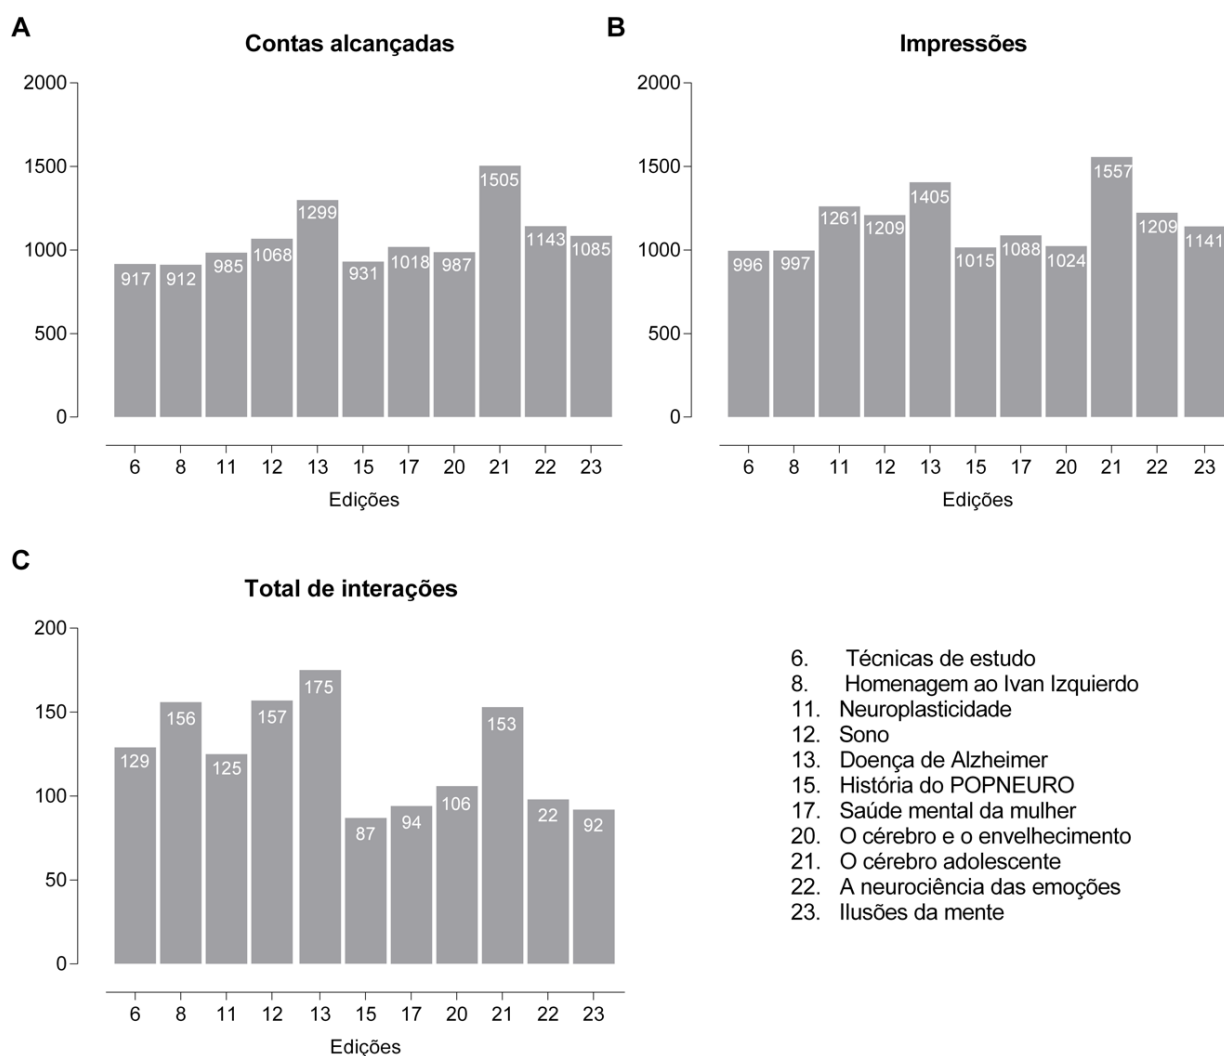 A
Contas alcançadas
2000
1500
1000
500
0
917
912
985
1068
1299
931
1018
987
1505
1143
1085
6 8 11 12 13 15 17 20 21 22 23
Edições
B
Impressões
2000
1500
1000
500
0
996
997
1261
1209
1405
1015
1088
1024
1557
1209
1141
6 8 11 12 13 15 17 20 21 22 23
Edições
C
Total de interações
200
150
100
50
0
129
156
125
157
175
87
94
106
153
22
92
6 8 11 12 13 15 17 20 21 22 23
Edições
6. Técnicas de estudo
8. Homenagem ao Ivan Izquierdo
11. Neuroplasticidade
12. Sono
13. Doença de Alzheimer
15. História do POPNEURO
17. Saúde mental da mulher
20. O cérebro e o envelhecimento
21. O cérebro adolescente
22. A neurociência das emoções
23. Ilusões da mente